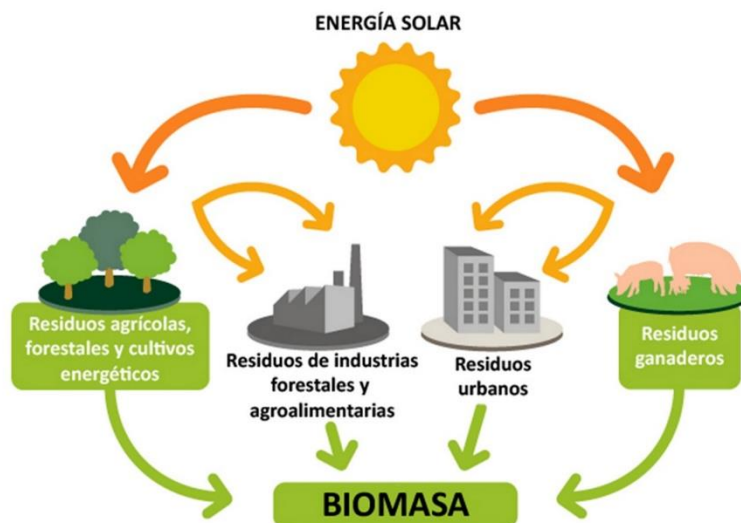 ENERGÍA SOLAR
Residuos agrícolas,
forestales y cultivos
energéticos
Residuos de industrias
forestales y
agroalimentarias
Residuos
urbanos
Residuos
ganaderos
BIOMASA